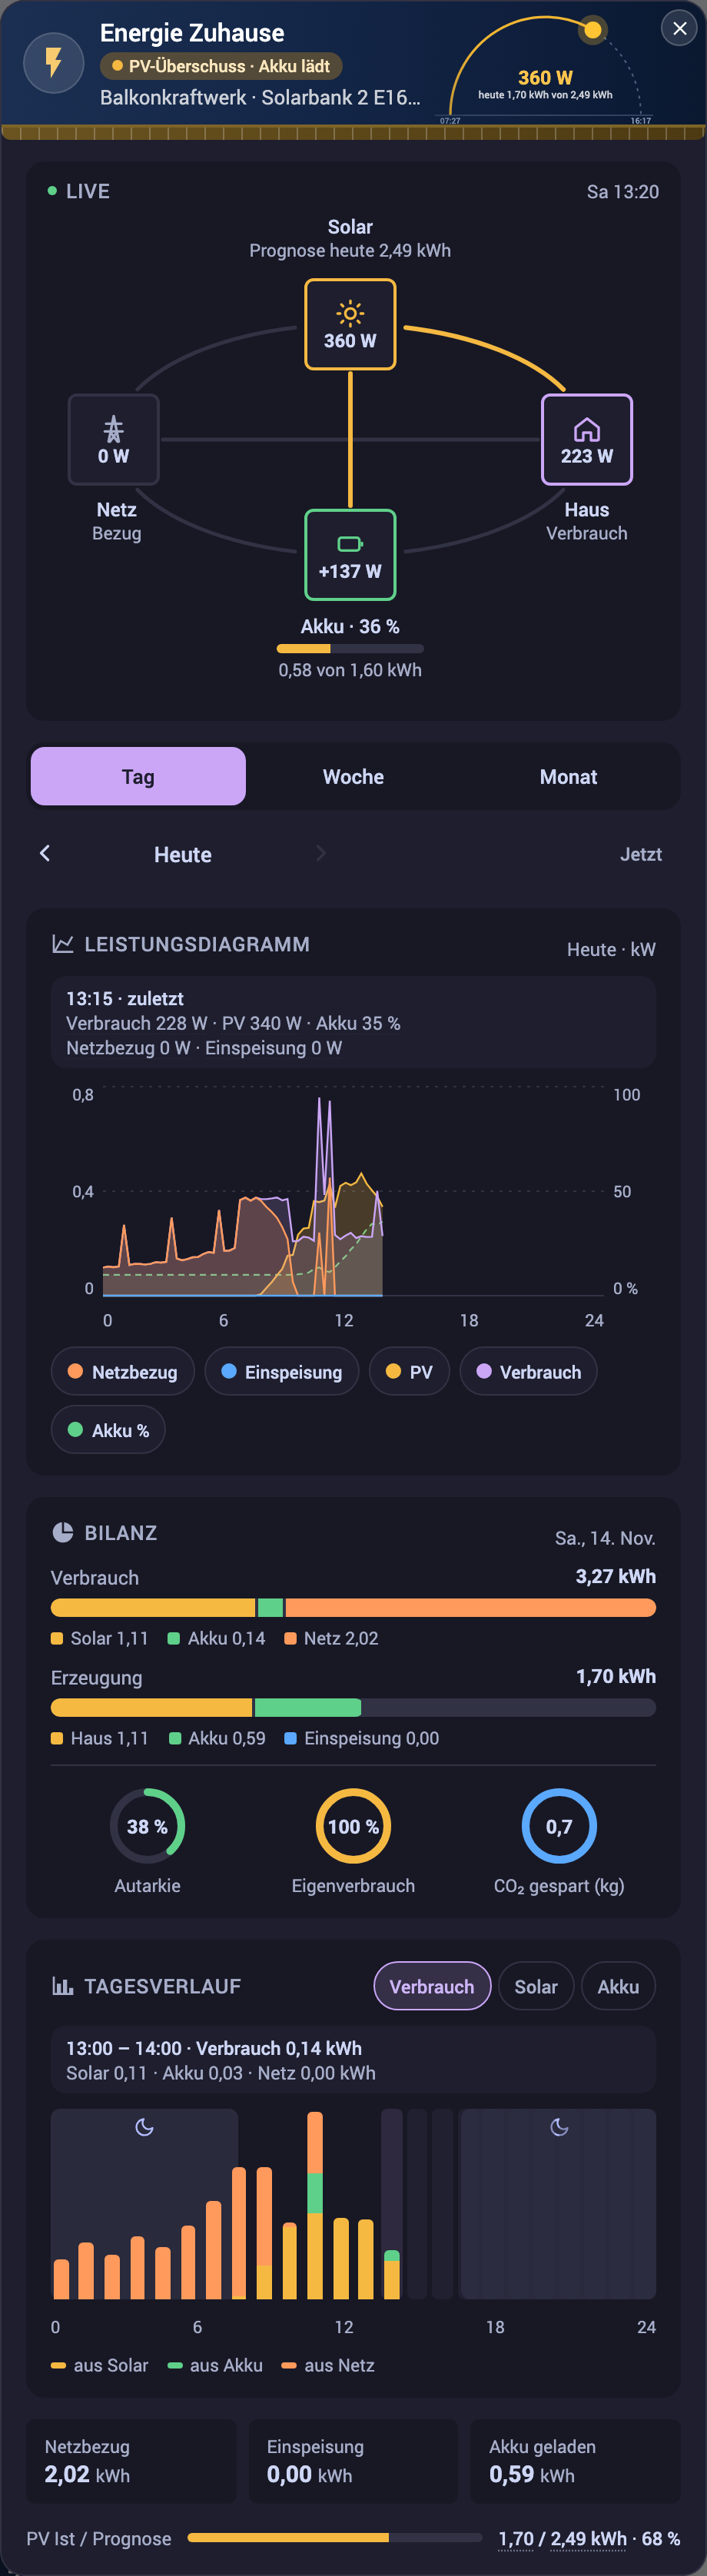 Energie Zuhause
PV-Überschuss · Akku lädt
Balkonkraftwerk · Solarbank 2 E16...
360 W
heute 1,70 kWh von 2,49 kWh
07:27
16:17
LIVE
Sa 13:20
Solar
Prognose heute 2,49 kWh
360 W
0 W
223 W
Netz
Bezug
Haus
Verbrauch
+137 W
Akku · 36 %
0,58 von 1,60 kWh
Tag
Woche
Monat
Heute
Jetzt
LEISTUNGSDIAGRAMM
Heute · kW
13:15 · zuletzt
Verbrauch 228 W · PV 340 W · Akku 35 %
Netzbezug 0 W · Einspeisung 0 W
0,8
100
0,4
50
0
0 %
0 6 12 18 24
Netzbezug
Einspeisung
PV
Verbrauch
Akku %
BILANZ
Sa., 14. Nov.
Verbrauch
3,27 kWh
Solar 1,11
Akku 0,14
Netz 2,02
Erzeugung
1,70 kWh
Haus 1,11
Akku 0,59
Einspeisung 0,00
38 %
100 %
0,7
Autarkie
Eigenverbrauch
CO₂ gespart (kg)
TAGESVERLAUF
Verbrauch
Solar
Akku
13:00 – 14:00 · Verbrauch 0,14 kWh
Solar 0,11 · Akku 0,03 · Netz 0,00 kWh
0 6 12 18 24
aus Solar
aus Akku
aus Netz
Netzbezug
2,02 kWh
Einspeisung
0,00 kWh
Akku geladen
0,59 kWh
PV Ist / Prognose
1,70 / 2,49 kWh · 68 %